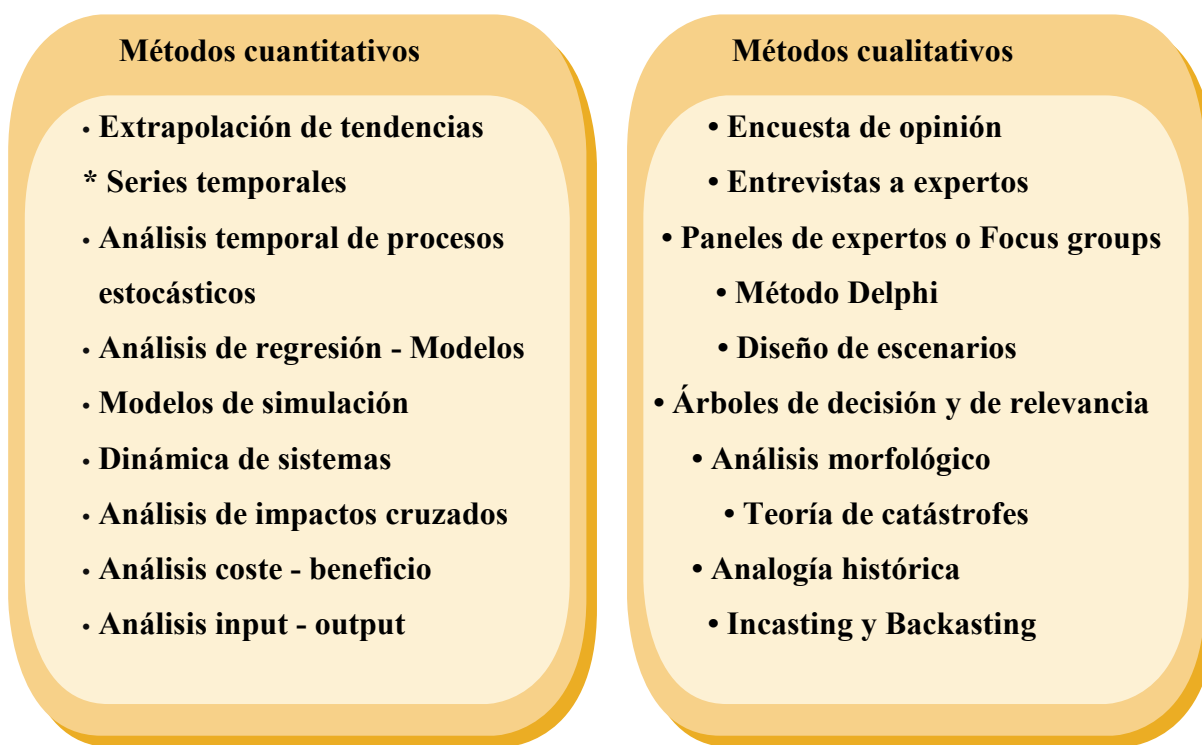 Métodos cuantitativos
• Extrapolación de tendencias
* Series temporales
• Análisis temporal de procesos
estocásticos
• Análisis de regresión - Modelos
• Modelos de simulación
• Dinámica de sistemas
• Análisis de impactos cruzados
• Análisis coste - beneficio
• Análisis input - output
Métodos cualitativos
• Encuesta de opinión
• Entrevistas a expertos
• Paneles de expertos o Focus groups
• Método Delphi
• Diseño de escenarios
• Árboles de decisión y de relevancia
• Análisis morfológico
• Teoría de catástrofes
• Analogía histórica
• Incasting y Backasting